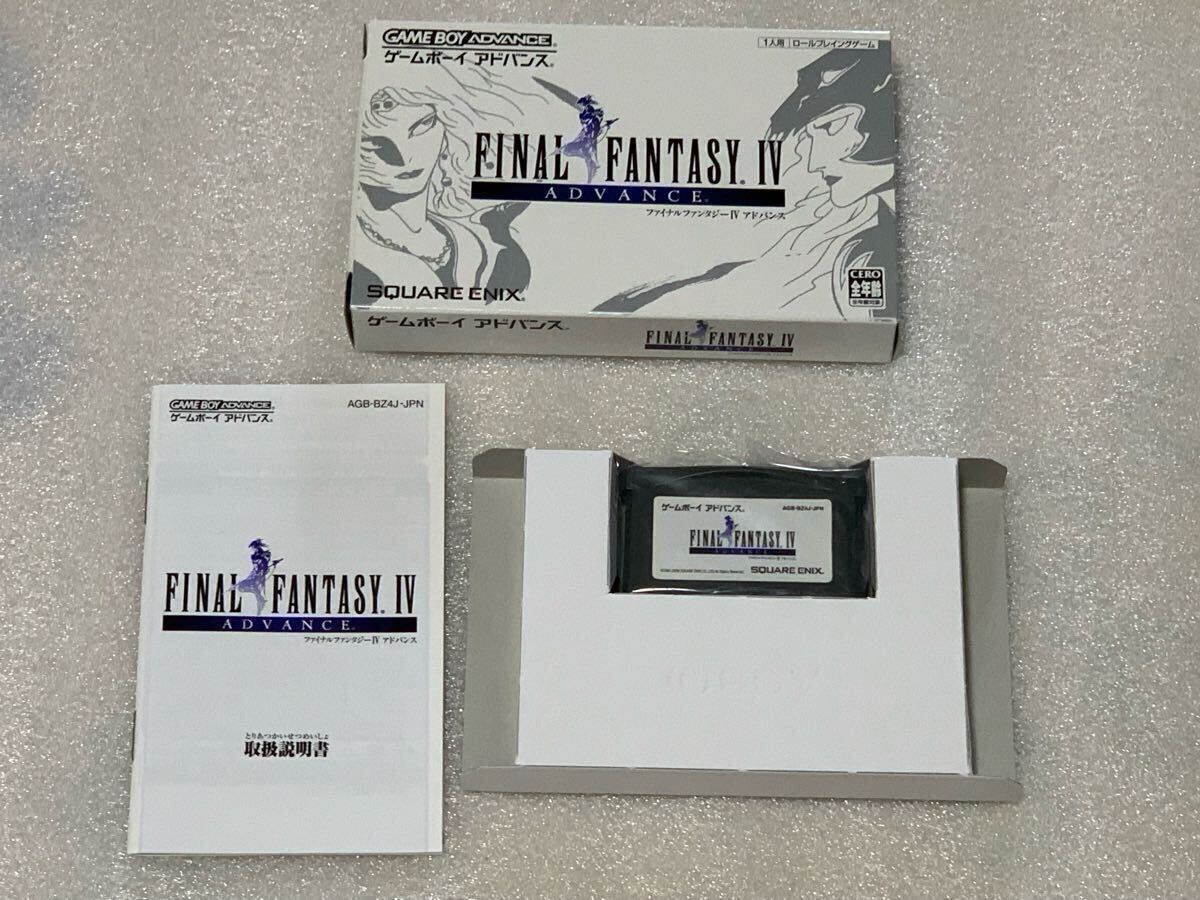 GAME BOY ADVANCE
ゲームボーイ アドバンス
1人用 ロールプレイングゲーム
FINAL FANTASY. IV
ADVANCE
ファイナルファンタジーIV アドバンス
SQUARE ENIX
CERO
全年齢
全年齢対象
ゲームボーイ アドバンス
FINAL FANTASY. IV
ADVANCE
GAME BOY ADVANCE
ゲームボーイ アドバンス
AGB-BZ4J-JPN
FINAL FANTASY. IV
ADVANCE
ファイナルファンタジーIV アドバンス
とりあつかいせつめいしょ
取扱説明書
ゲームボーイ アドバンス
AGB-BZ4J-JPN
FINAL FANTASY. IV
ADVANCE
SQUARE ENIX